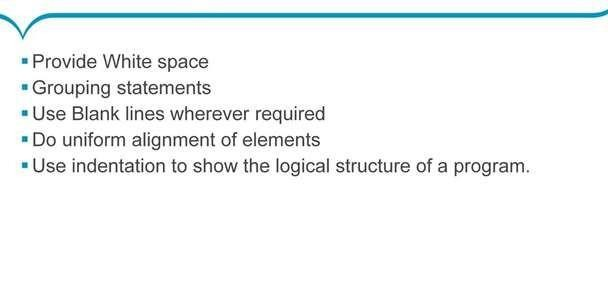 ▪Provide White space
▪Grouping statements
▪Use Blank lines wherever required
▪Do uniform alignment of elements
▪Use indentation to show the logical structure of a program.